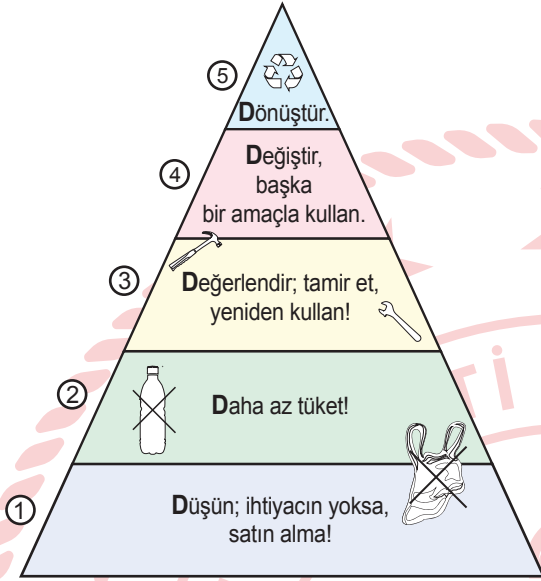 5
Dönüştür.
4
Değiştir,
başka
bir amaçla kullan.
3
Değerlendir; tamir et,
yeniden kullan!
2
Daha az tüket!
1
Düşün; ihtiyacın yoksa,
satın alma!
Tİ